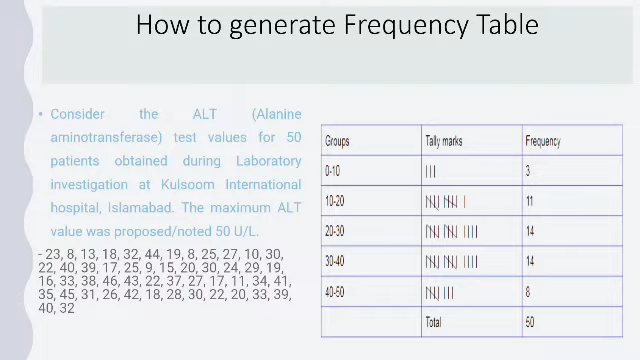 How to generate Frequency Table
• Consider the ALT (Alanine
aminotransferase) test values for 50
patients obtained during Laboratory
investigation at Kulsoom International
hospital, Islamabad. The maximum ALT
value was proposed/noted 50 U/L.
- 23, 8, 13, 18, 32, 44, 19, 8, 25, 27, 10, 30,
22, 40, 39, 17, 25, 9, 15, 20, 30, 24, 29, 19,
16, 33, 38, 46, 43, 22, 37, 27, 17, 11, 34, 41,
35, 45, 31, 26, 42, 18, 28, 30, 22, 20, 33, 39,
40, 32
Groups Tally marks Frequency
0-10 3
10-20 11
20-30 14
30-40 14
40-50 8
Total 50